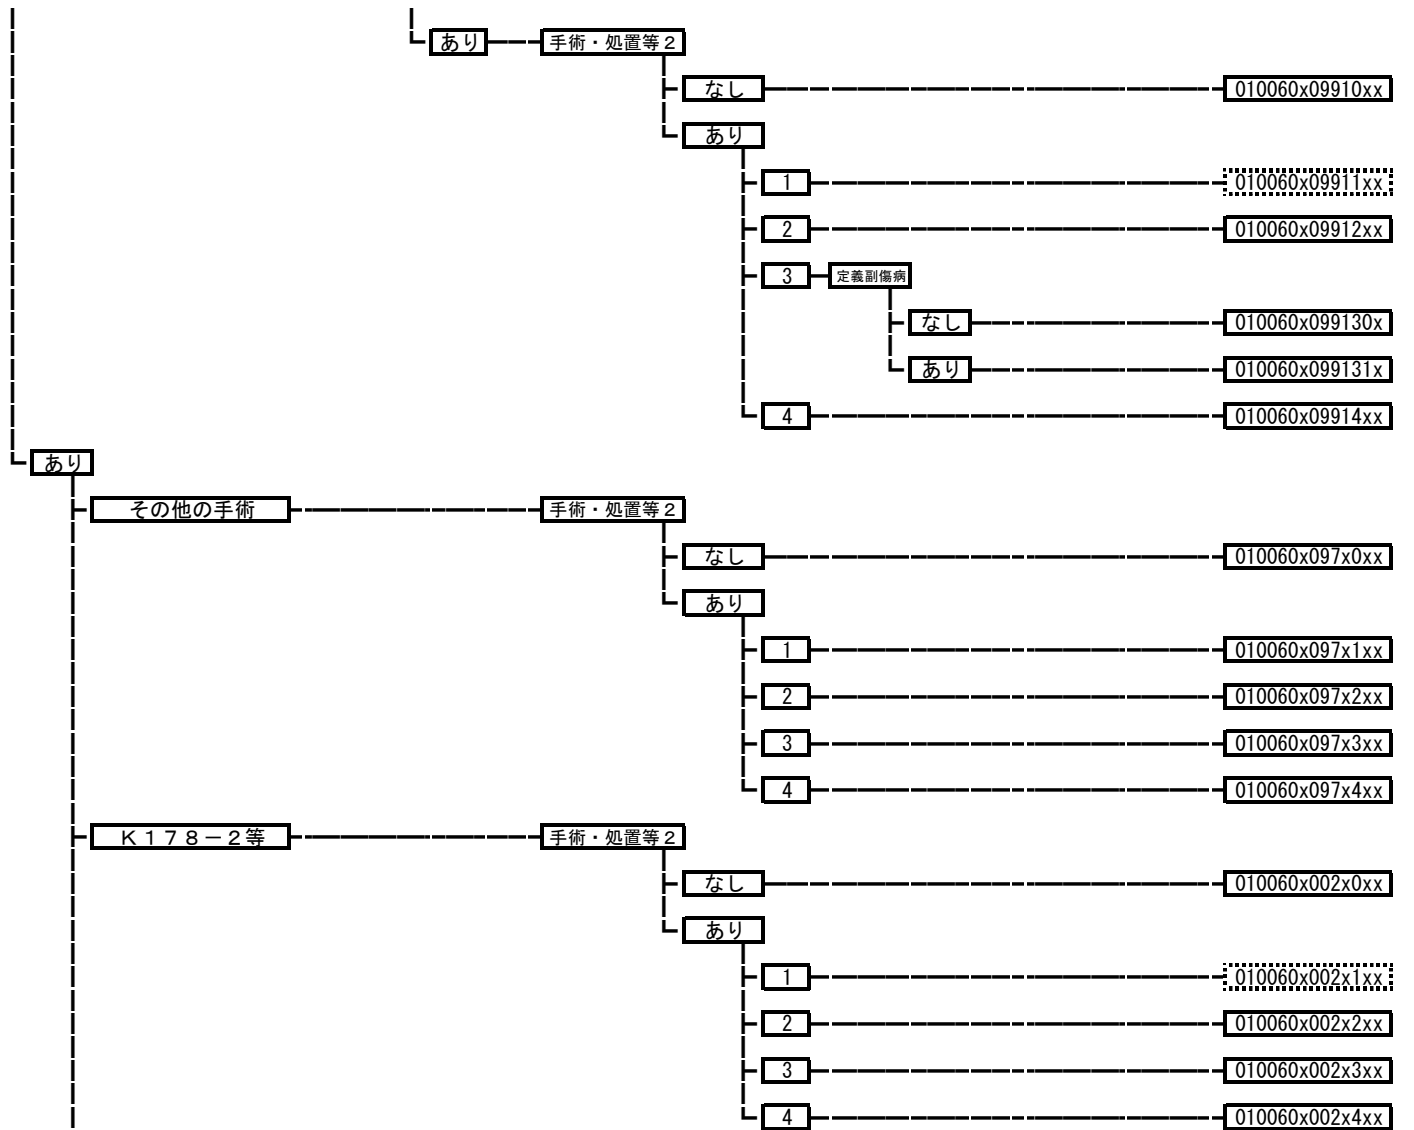 あり 手術・処置等2
なし 010060x09910xx
あり
1 010060x09911xx
2 010060x09912xx
3 定義副傷病
なし 010060x099130x
あり 010060x099131x
4 010060x09914xx
あり
その他の手術 手術・処置等2
なし 010060x097x0xx
あり
1 010060x097x1xx
2 010060x097x2xx
3 010060x097x3xx
4 010060x097x4xx
K178-2等 手術・処置等2
なし 010060x002x0xx
あり
1 010060x002x1xx
2 010060x002x2xx
3 010060x002x3xx
4 010060x002x4xx